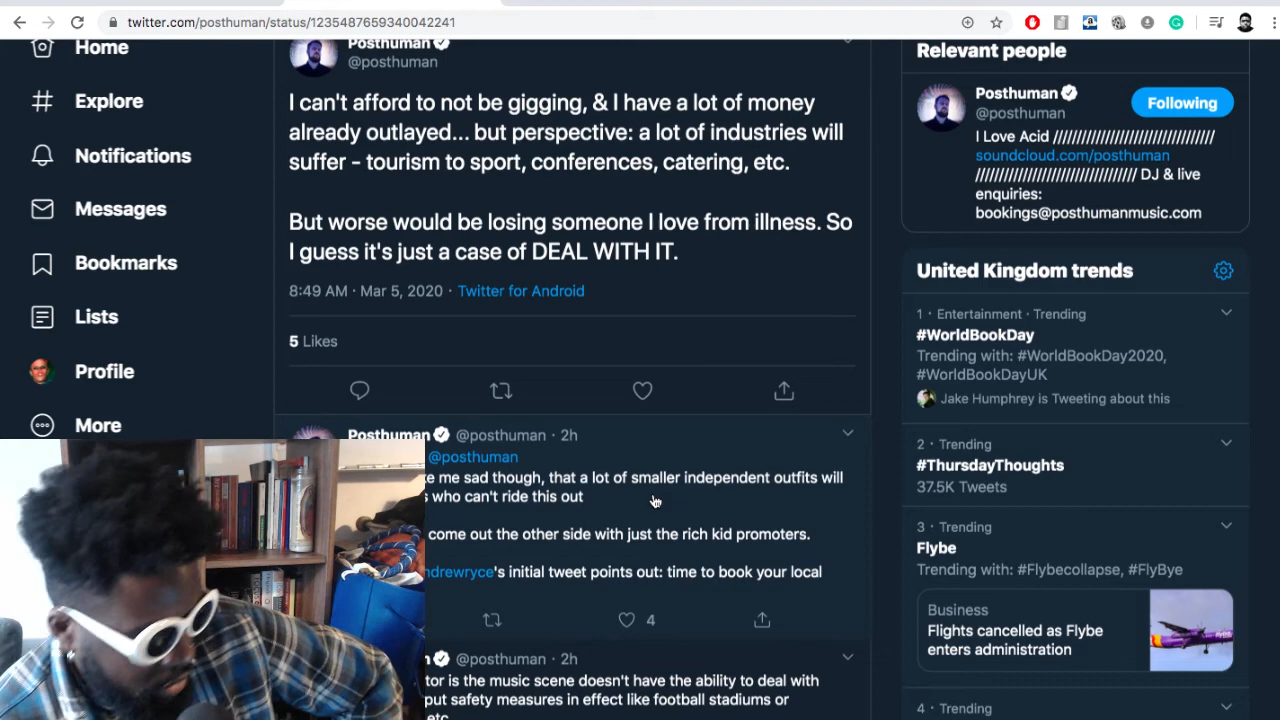 twitter.com/posthuman/status/1235487659340042241
Home
Explore
Notifications
Messages
Bookmarks
Lists
Profile
More
Posthuman
@posthuman
I can't afford to not be gigging, & I have a lot of money
already outlayed... but perspective: a lot of industries will
suffer - tourism to sport, conferences, catering, etc.
But worse would be losing someone I love from illness. So
I guess it's just a case of DEAL WITH IT.
8:49 AM · Mar 5, 2020 · Twitter for Android
5 Likes
Posthuman @posthuman · 2h
@posthuman
me sad though, that a lot of smaller independent outfits will
who can't ride this out
come out the other side with just the rich kid promoters.
ndrewryce's initial tweet points out: time to book your local
4
@posthuman · 2h
tor is the music scene doesn't have the ability to deal with
put safety measures in effect like football stadiums or
etc
Relevant people
Posthuman
@posthuman
Following
I Love Acid /////////////////////////////////
soundcloud.com/posthuman
///////////////////////////////// DJ & live
enquiries:
bookings@posthumanmusic.com
United Kingdom trends
1 · Entertainment · Trending
#WorldBookDay
Trending with: #WorldBookDay2020,
#WorldBookDayUK
Jake Humphrey is Tweeting about this
2 · Trending
#ThursdayThoughts
37.5K Tweets
3 · Trending
Flybe
Trending with: #Flybecollapse, #FlyBye
Business
Flights cancelled as Flybe
enters administration
4 · Trending